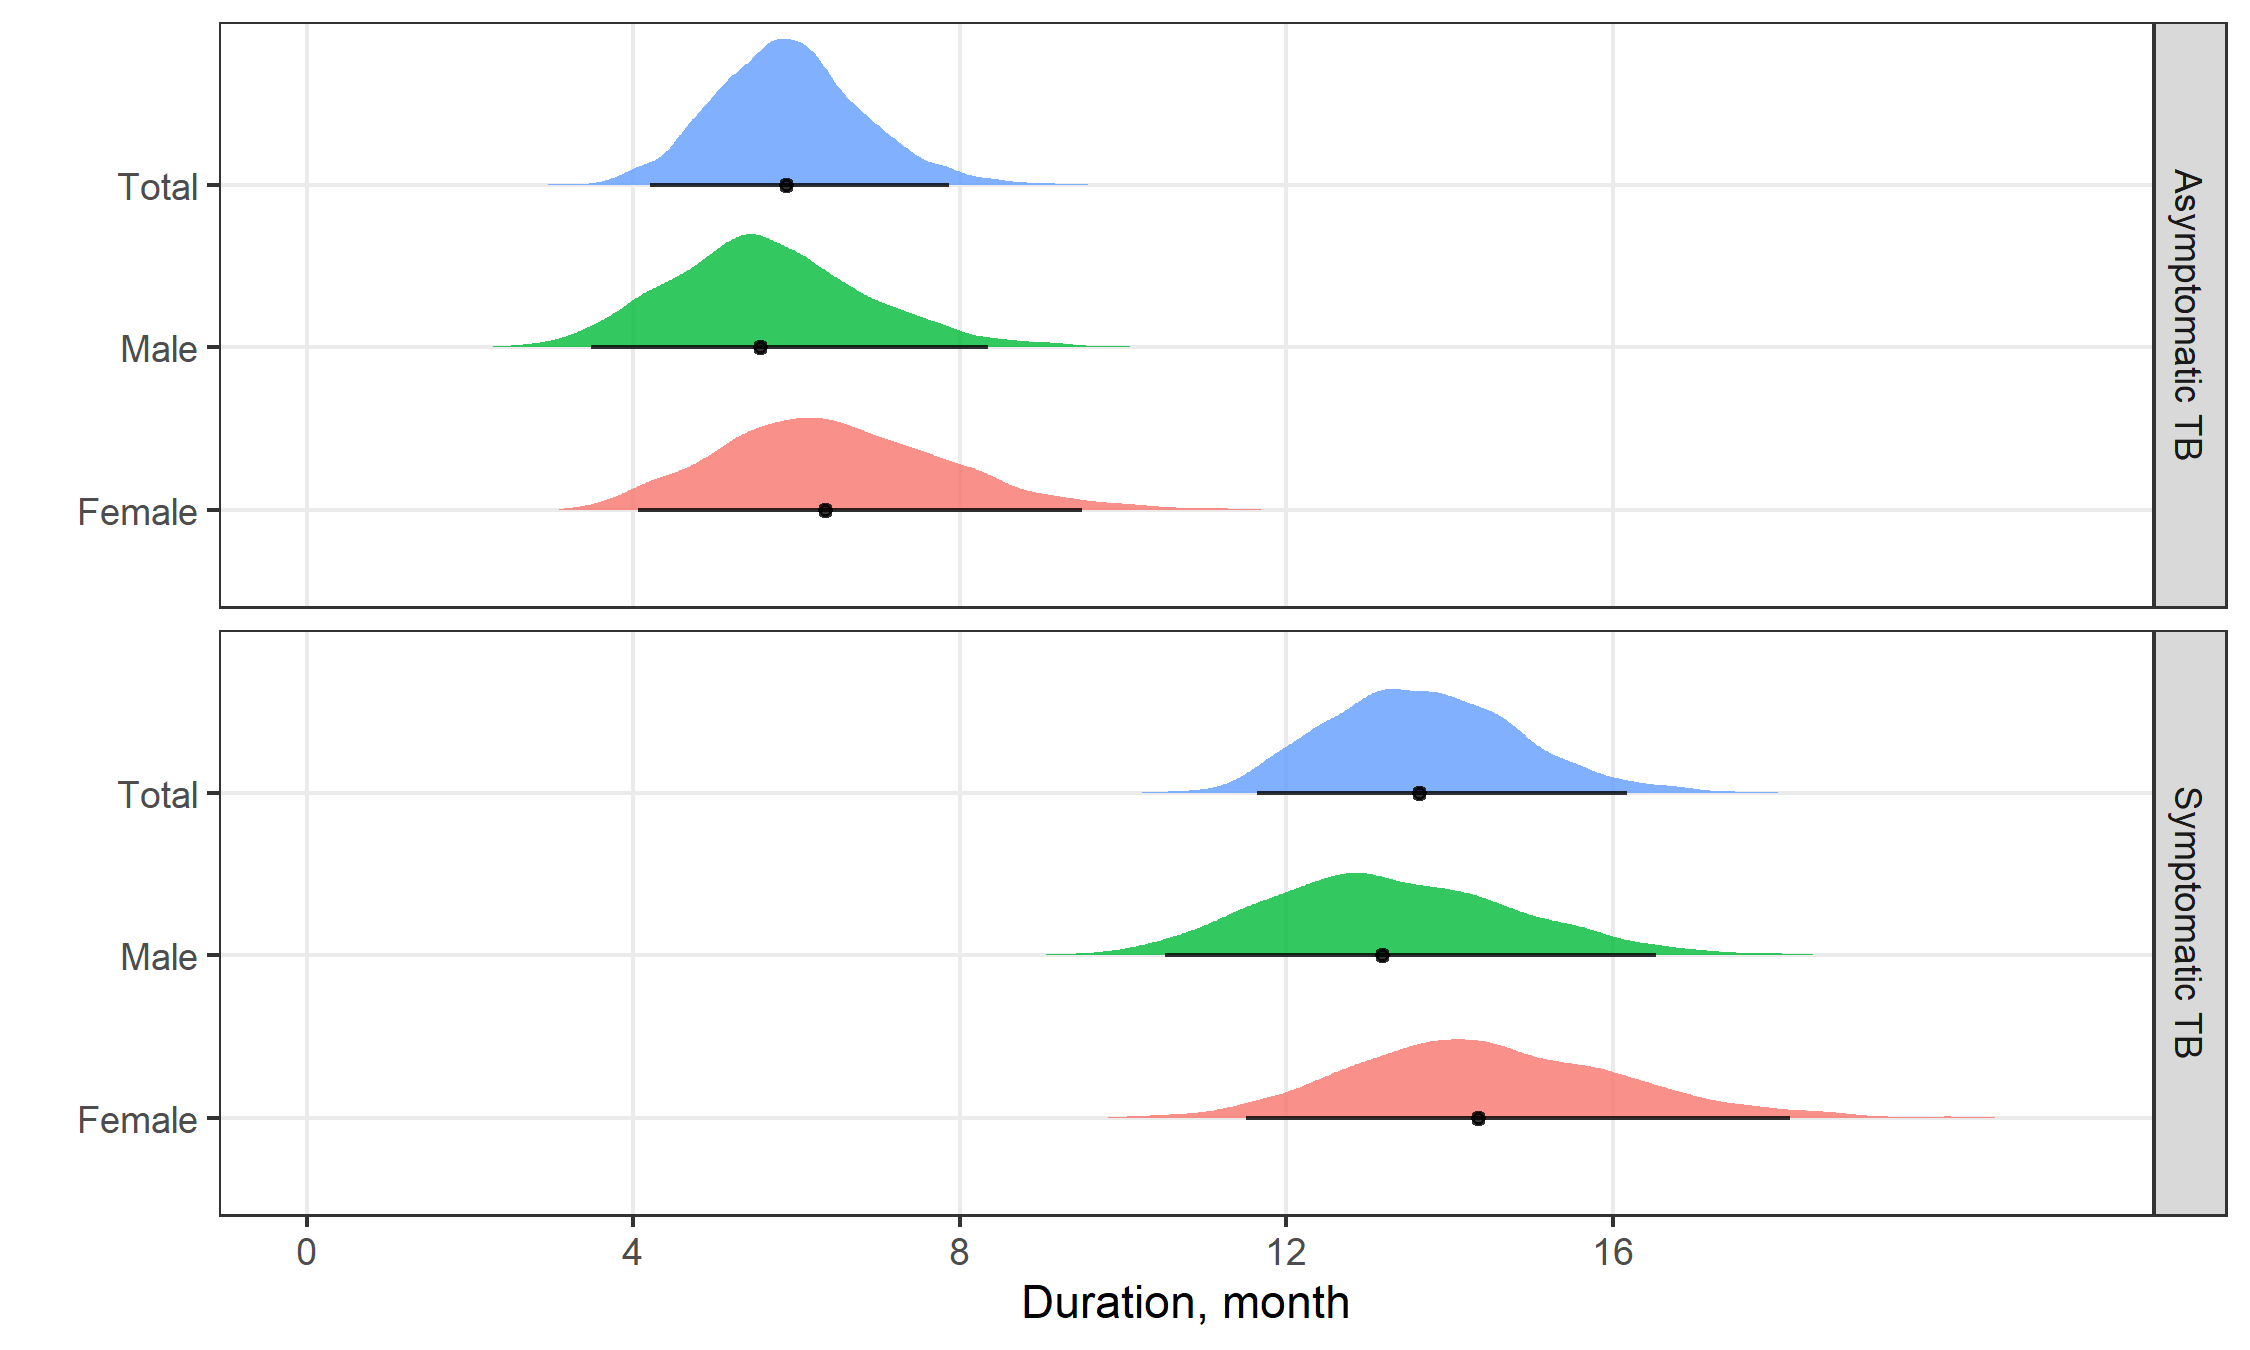 Total
Male
Female
Asymptomatic TB
Total
Male
Female
Symptomatic TB
0 4 8 12 16
Duration, month